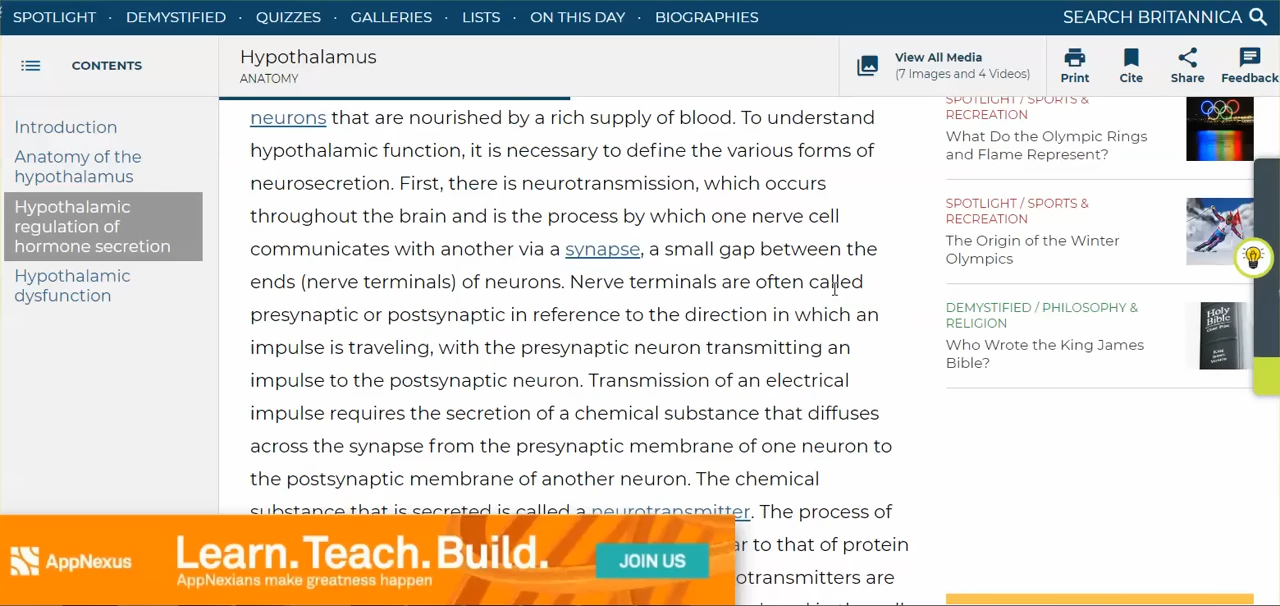 SPOTLIGHT · DEMYSTIFIED · QUIZZES · GALLERIES · LISTS · ON THIS DAY · BIOGRAPHIES
SEARCH BRITANNICA
CONTENTS
Hypothalamus
ANATOMY
View All Media
(7 Images and 4 Videos)
Print
Cite
Share
Feedback
Introduction
Anatomy of the
hypothalamus
Hypothalamic
regulation of
hormone secretion
Hypothalamic
dysfunction
neurons that are nourished by a rich supply of blood. To understand
hypothalamic function, it is necessary to define the various forms of
neurosecretion. First, there is neurotransmission, which occurs
throughout the brain and is the process by which one nerve cell
communicates with another via a synapse, a small gap between the
ends (nerve terminals) of neurons. Nerve terminals are often called
presynaptic or postsynaptic in reference to the direction in which an
impulse is traveling, with the presynaptic neuron transmitting an
impulse to the postsynaptic neuron. Transmission of an electrical
impulse requires the secretion of a chemical substance that diffuses
across the synapse from the presynaptic membrane of one neuron to
the postsynaptic membrane of another neuron. The chemical
substance that is secreted is called a neurotransmitter. The process of
ar to that of protein
otransmitters are
SPOTLIGHT / SPORTS &
RECREATION
What Do the Olympic Rings
and Flame Represent?
SPOTLIGHT / SPORTS &
RECREATION
The Origin of the Winter
Olympics
DEMYSTIFIED / PHILOSOPHY &
RELIGION
Who Wrote the King James
Bible?
Holy
Bible
AppNexus
Learn.Teach.Build.
AppNexians make greatness happen
JOIN US